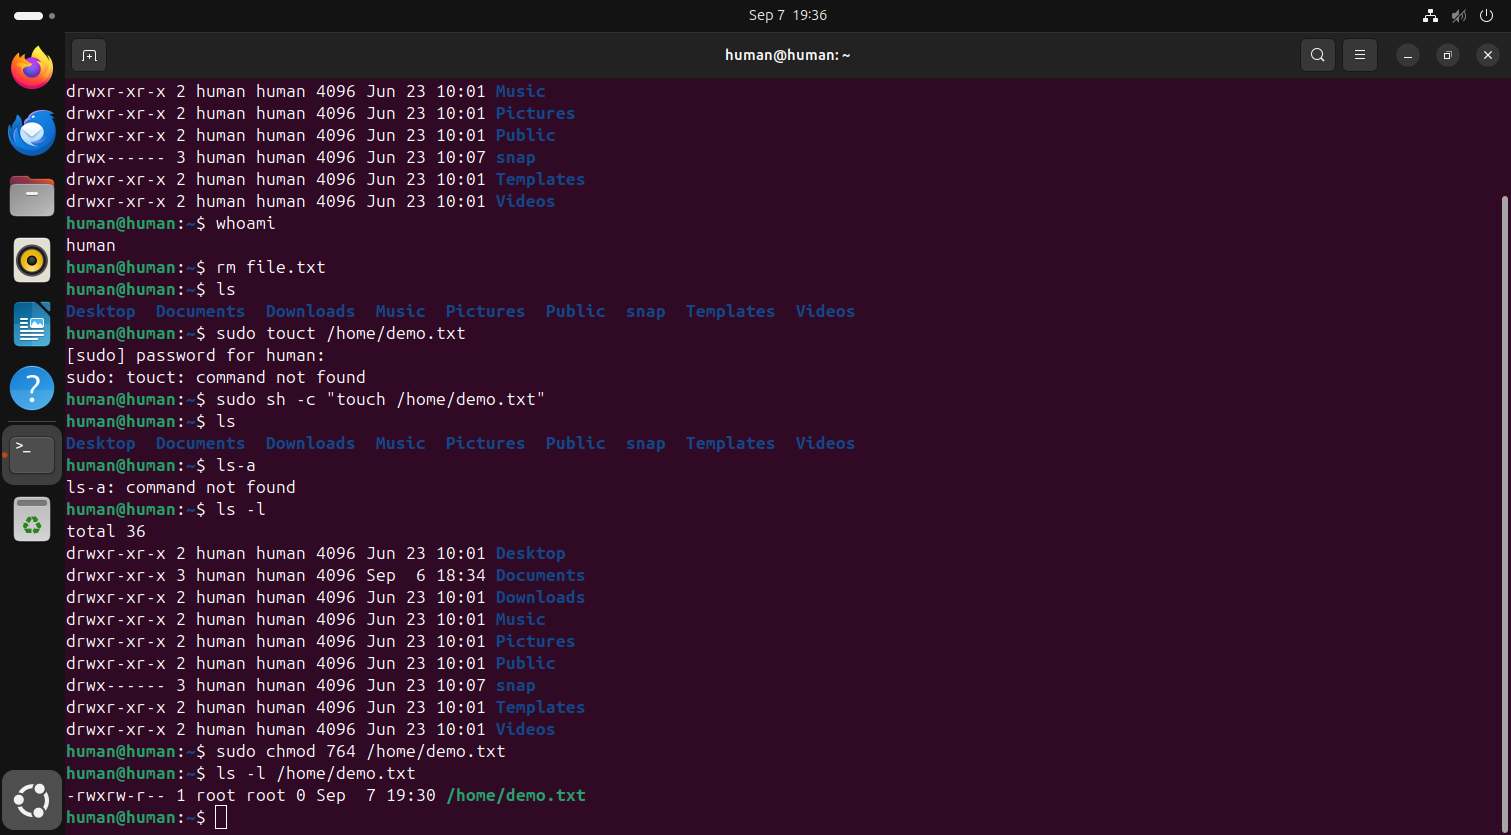 Sep 7 19:36
human@human: ~
drwxr-xr-x 2 human human 4096 Jun 23 10:01 Music
drwxr-xr-x 2 human human 4096 Jun 23 10:01 Pictures
drwxr-xr-x 2 human human 4096 Jun 23 10:01 Public
drwx------ 3 human human 4096 Jun 23 10:07 snap
drwxr-xr-x 2 human human 4096 Jun 23 10:01 Templates
drwxr-xr-x 2 human human 4096 Jun 23 10:01 Videos
human@human:~$ whoami
human
human@human:~$ rm file.txt
human@human:~$ ls
Desktop  Documents  Downloads  Music  Pictures  Public  snap  Templates  Videos
human@human:~$ sudo touct /home/demo.txt
[sudo] password for human:
sudo: touct: command not found
human@human:~$ sudo sh -c "touch /home/demo.txt"
human@human:~$ ls
Desktop  Documents  Downloads  Music  Pictures  Public  snap  Templates  Videos
human@human:~$ ls-a
ls-a: command not found
human@human:~$ ls -l
total 36
drwxr-xr-x 2 human human 4096 Jun 23 10:01 Desktop
drwxr-xr-x 3 human human 4096 Sep  6 18:34 Documents
drwxr-xr-x 2 human human 4096 Jun 23 10:01 Downloads
drwxr-xr-x 2 human human 4096 Jun 23 10:01 Music
drwxr-xr-x 2 human human 4096 Jun 23 10:01 Pictures
drwxr-xr-x 2 human human 4096 Jun 23 10:01 Public
drwx------ 3 human human 4096 Jun 23 10:07 snap
drwxr-xr-x 2 human human 4096 Jun 23 10:01 Templates
drwxr-xr-x 2 human human 4096 Jun 23 10:01 Videos
human@human:~$ sudo chmod 764 /home/demo.txt
human@human:~$ ls -l /home/demo.txt
-rwxrw-r-- 1 root root 0 Sep  7 19:30 /home/demo.txt
human@human:~$